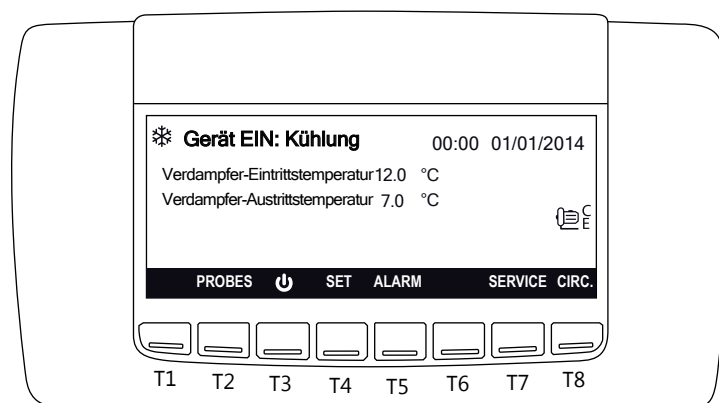 Gerät EIN: Kühlung 00:00 01/01/2014
Verdampfer-Eintrittstemperatur 12.0 °C
Verdampfer-Austrittstemperatur 7.0 °C
C
E
PROBES SET ALARM SERVICE CIRC.
T1 T2 T3 T4 T5 T6 T7 T8